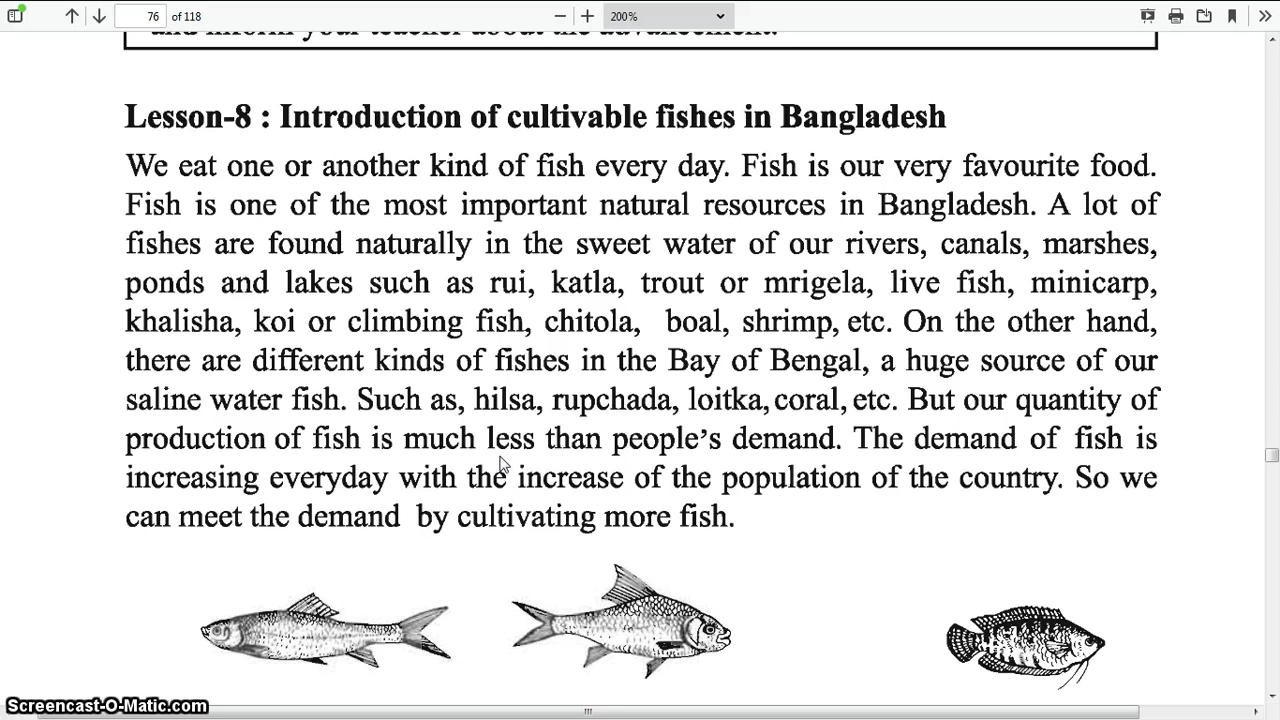 76 of 118
200%
and inform your teacher about the advancement.
Lesson-8 : Introduction of cultivable fishes in Bangladesh
We eat one or another kind of fish every day. Fish is our very favourite food.
Fish is one of the most important natural resources in Bangladesh. A lot of
fishes are found naturally in the sweet water of our rivers, canals, marshes,
ponds and lakes such as rui, katla, trout or mrigela, live fish, minicarp,
khalisha, koi or climbing fish, chitola, boal, shrimp, etc. On the other hand,
there are different kinds of fishes in the Bay of Bengal, a huge source of our
saline water fish. Such as, hilsa, rupchada, loitka, coral, etc. But our quantity of
production of fish is much less than people's demand. The demand of fish is
increasing everyday with the increase of the population of the country. So we
can meet the demand by cultivating more fish.
Screencast-O-Matic.com